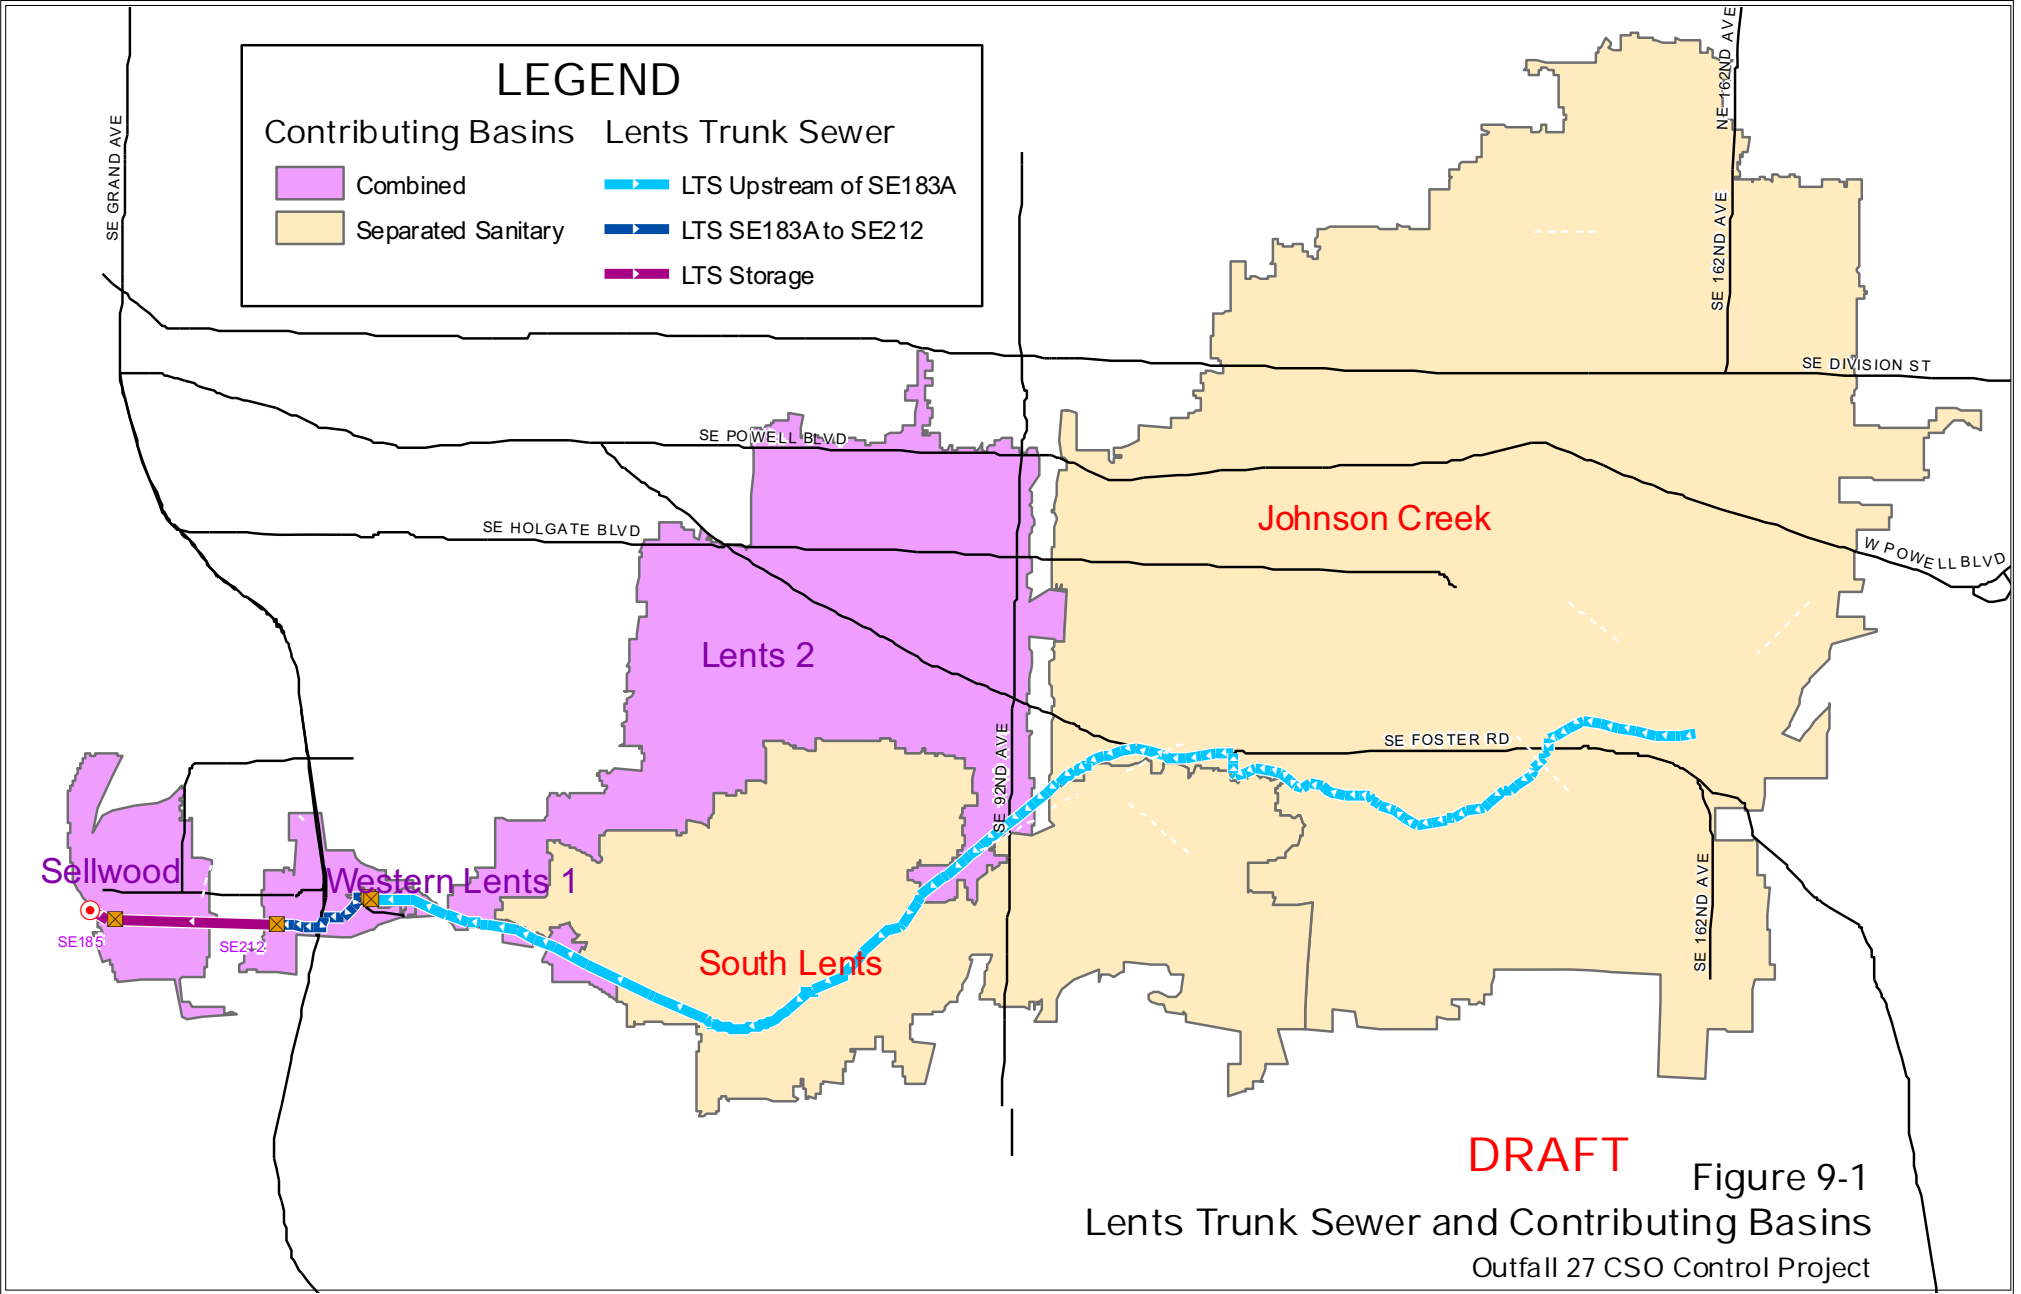 LEGEND
Contributing Basins
Lents Trunk Sewer
Combined
LTS Upstream of SE183A
Separated Sanitary
LTS SE183A to SE212
LTS Storage
SE GRAND AVE
NE 162ND AVE
SE 162ND AVE
SE DIVISION ST
SE POWELL BLVD
SE HOLGATE BLVD
Johnson Creek
W POWELL BLVD
Lents 2
SE FOSTER RD
SE 92ND AVE
Sellwood
Western Lents 1
SE 162ND AVE
SE185
SE212
South Lents
DRAFT
Figure 9-1
Lents Trunk Sewer and Contributing Basins
Outfall 27 CSO Control Project